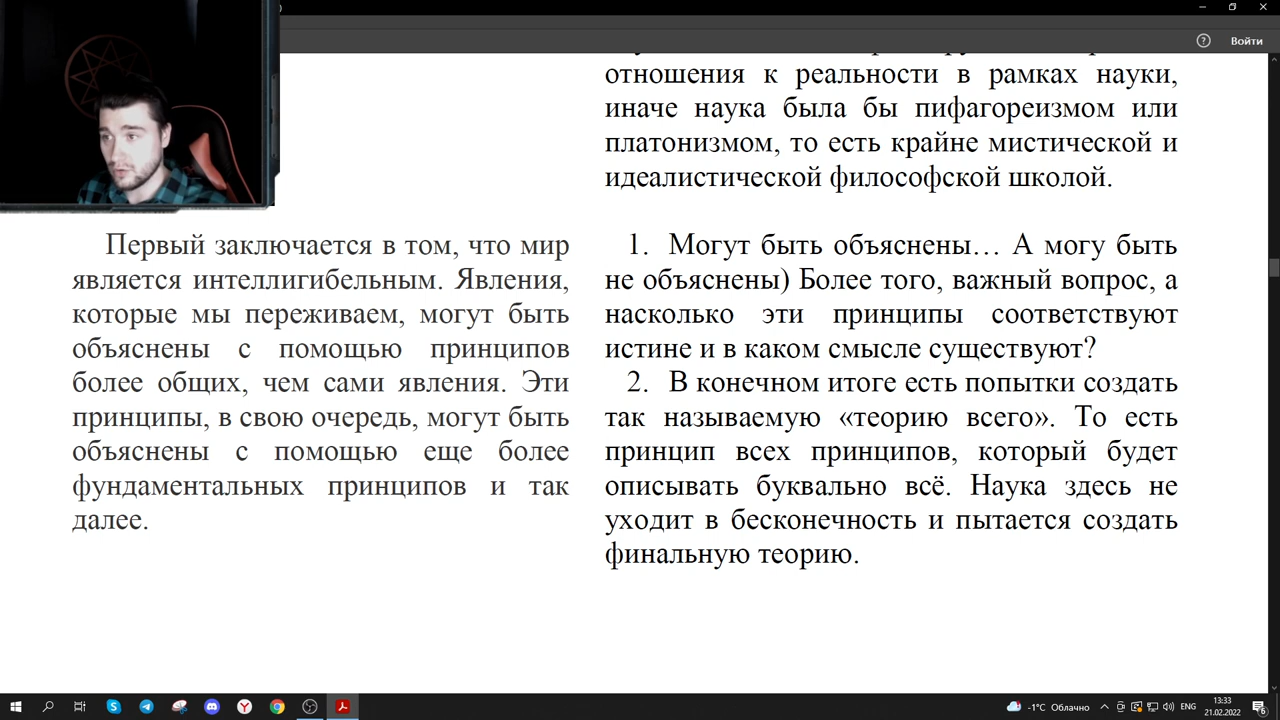 Войти
отношения к реальности в рамках науки,
иначе наука была бы пифагореизмом или
платонизмом, то есть крайне мистической и
идеалистической философской школой.
Первый заключается в том, что мир
является интеллигибельным. Явления,
которые мы переживаем, могут быть
объяснены с помощью принципов
более общих, чем сами явления. Эти
принципы, в свою очередь, могут быть
объяснены с помощью еще более
фундаментальных принципов и так
далее.
1. Могут быть объяснены… А могу быть
не объяснены) Более того, важный вопрос, а
насколько эти принципы соответствуют
истине и в каком смысле существуют?
2. В конечном итоге есть попытки создать
так называемую «теорию всего». То есть
принцип всех принципов, который будет
описывать буквально всё. Наука здесь не
уходит в бесконечность и пытается создать
финальную теорию.
-1°C Облачно
ENG
13:33
21.02.2022
6